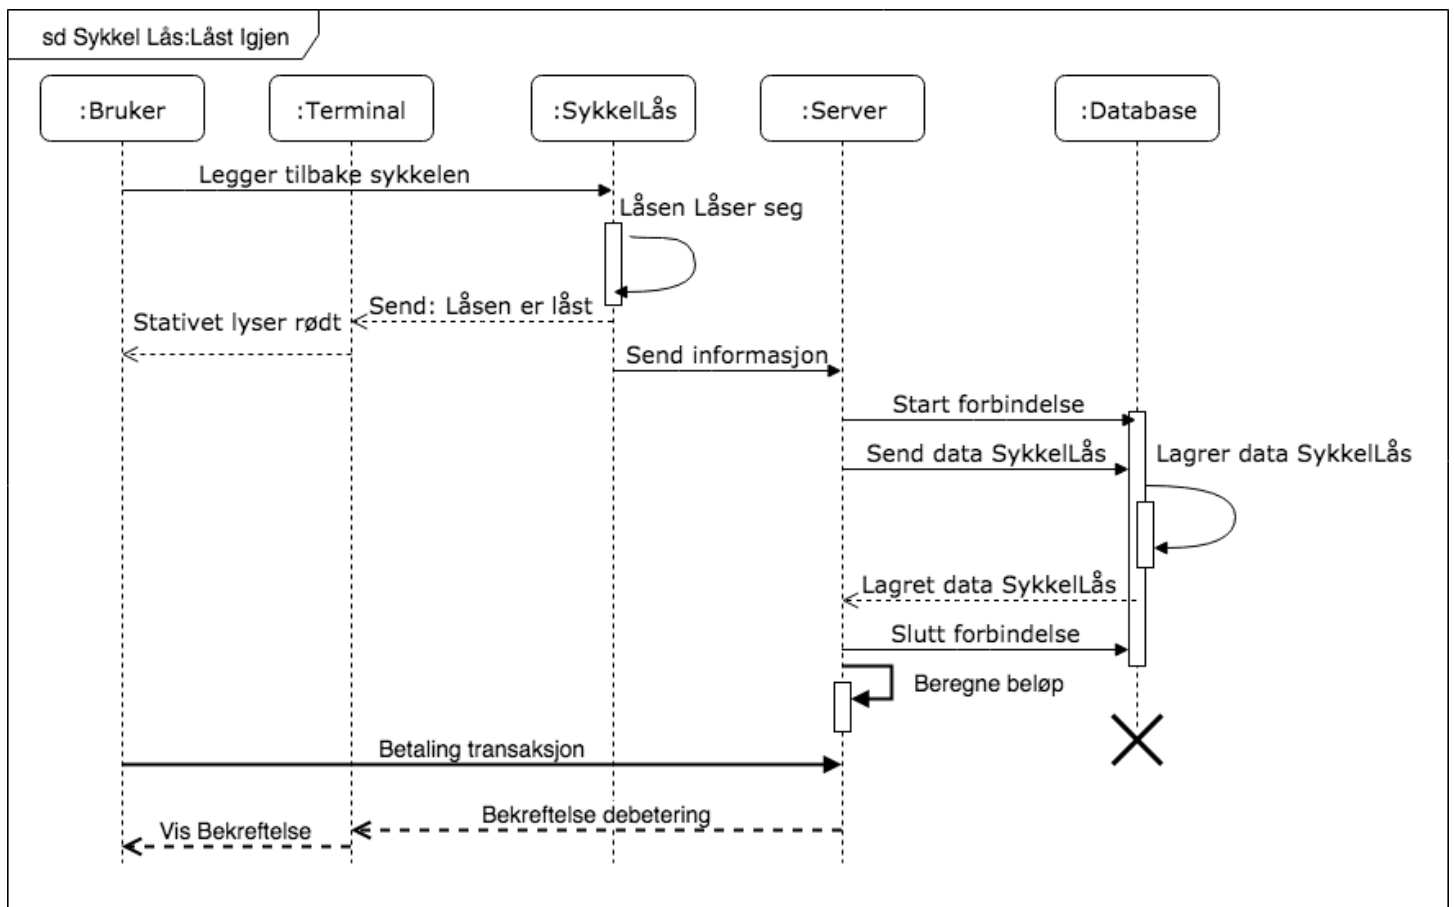 sd Sykkel Lås:Låst Igjen
:Bruker
:Terminal
:SykkelLås
:Server
:Database
Legger tilbake sykkelen
Låsen Låser seg
Send: Låsen er låst
Stativet lyser rødt
Send informasjon
Start forbindelse
Send data SykkelLås
Lagrer data SykkelLås
Lagret data SykkelLås
Slutt forbindelse
Beregne beløp
Betaling transaksjon
Bekreftelse debetering
Vis Bekreftelse